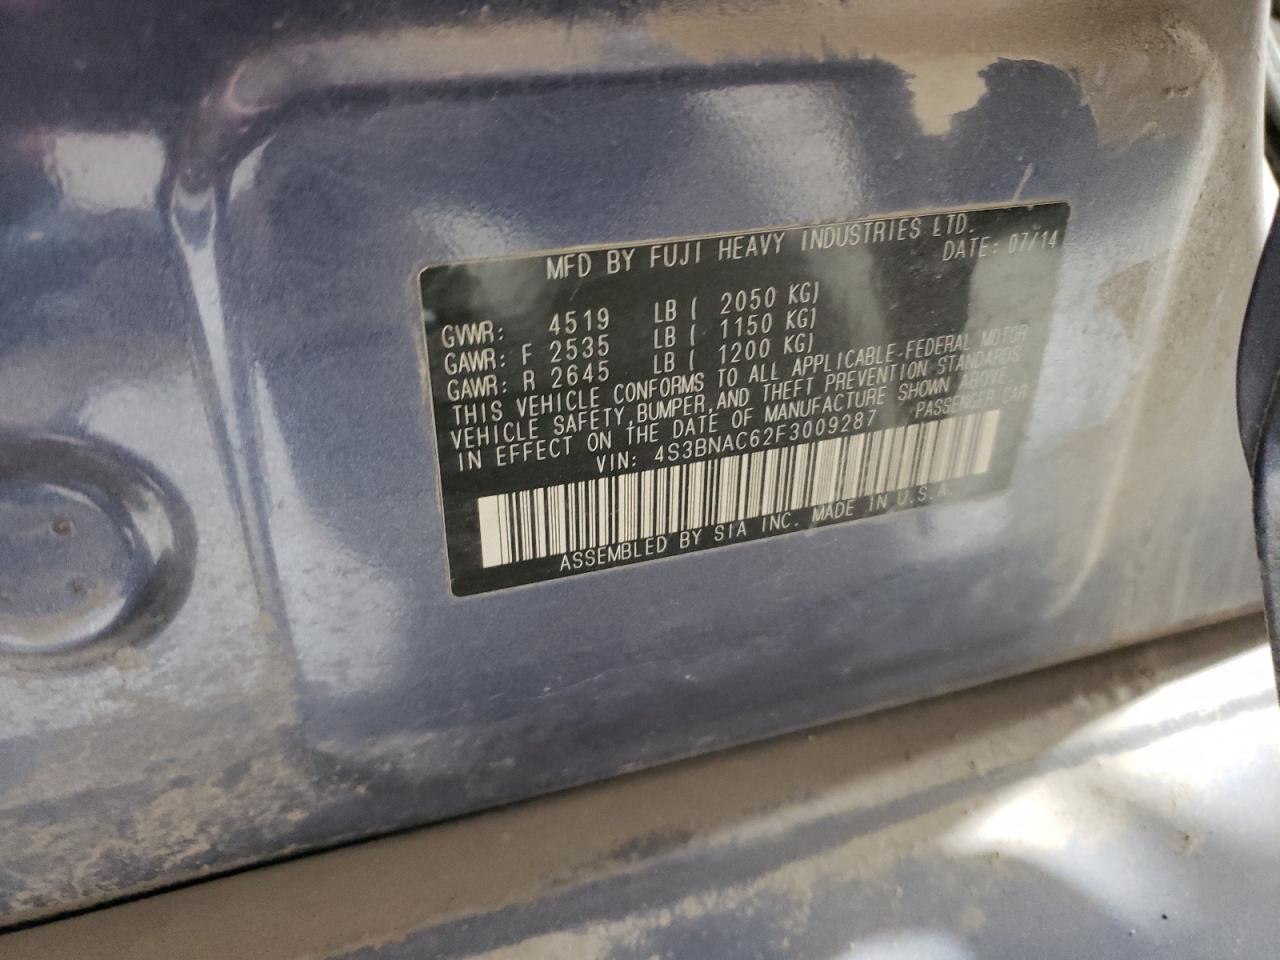 MFD BY FUJI HEAVY INDUSTRIES LTD.
DATE: 07/14
GVWR: 4519 LB ( 2050 KG)
GAWR: F 2535 LB ( 1150 KG)
GAWR: R 2645 LB ( 1200 KG)
THIS VEHICLE CONFORMS TO ALL APPLICABLE FEDERAL MOTOR
VEHICLE SAFETY, BUMPER, AND THEFT PREVENTION STANDARDS
IN EFFECT ON THE DATE OF MANUFACTURE SHOWN ABOVE.
VIN: 4S3BNAC62F3009287 PASSENGER CAR
ASSEMBLED BY SIA INC. MADE IN U.S.A.